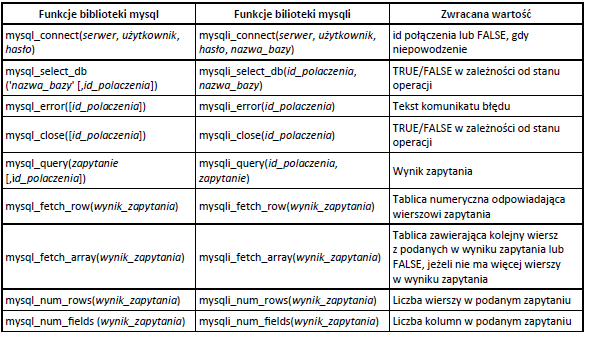 Funkcje biblioteki mysql
Funkcje bilioteki mysqli
Zwracana wartość
mysql_connect(serwer, użytkownik,
hasło)
mysqli_connect(serwer, użytkownik,
hasło, nazwa_bazy)
id połączenia lub FALSE, gdy
niepowodzenie
mysql_select_db
('nazwa_bazy' [,id_polaczenia])
mysqli_select_db(id_polaczenia,
nazwa_bazy)
TRUE/FALSE w zależności od stanu
operacji
mysql_error([id_polaczenia])
mysqli_error(id_polaczenia)
Tekst komunikatu błędu
mysql_close([id_polaczenia])
mysqli_close(id_polaczenia)
TRUE/FALSE w zależności od stanu
operacji
mysql_query(zapytanie
[,id_polaczenia])
mysqli_query(id_polaczenia,
zapytanie)
Wynik zapytania
mysql_fetch_row(wynik_zapytania)
mysqli_fetch_row(wynik_zapytania)
Tablica numeryczna odpowiadająca
wierszowi zapytania
mysql_fetch_array(wynik_zapytania)
mysqli_fetch_array(wynik_zapytania)
Tablica zawierająca kolejny wiersz
z podanych w wyniku zapytania lub
FALSE, jeżeli nie ma więcej wierszy
w wyniku zapytania
mysql_num_rows(wynik_zapytania)
mysqli_num_rows(wynik_zapytania)
Liczba wierszy w podanym zapytaniu
mysql_num_fields (wynik_zapytania)
mysqli_num_fields(wynik_zapytania)
Liczba kolumn w podanym zapytaniu